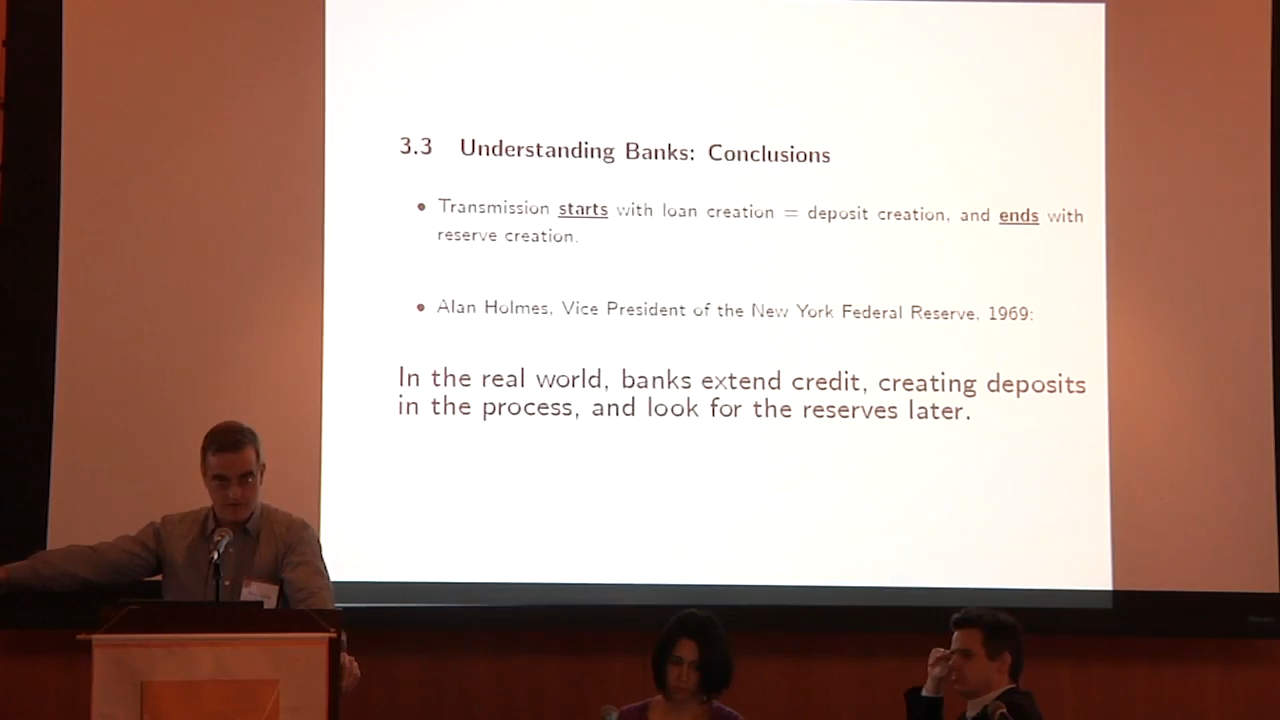 3.3 Understanding Banks: Conclusions
• Transmission starts with loan creation = deposit creation, and ends with
reserve creation.
• Alan Holmes, Vice President of the New York Federal Reserve, 1969:
In the real world, banks extend credit, creating deposits
in the process, and look for the reserves later.